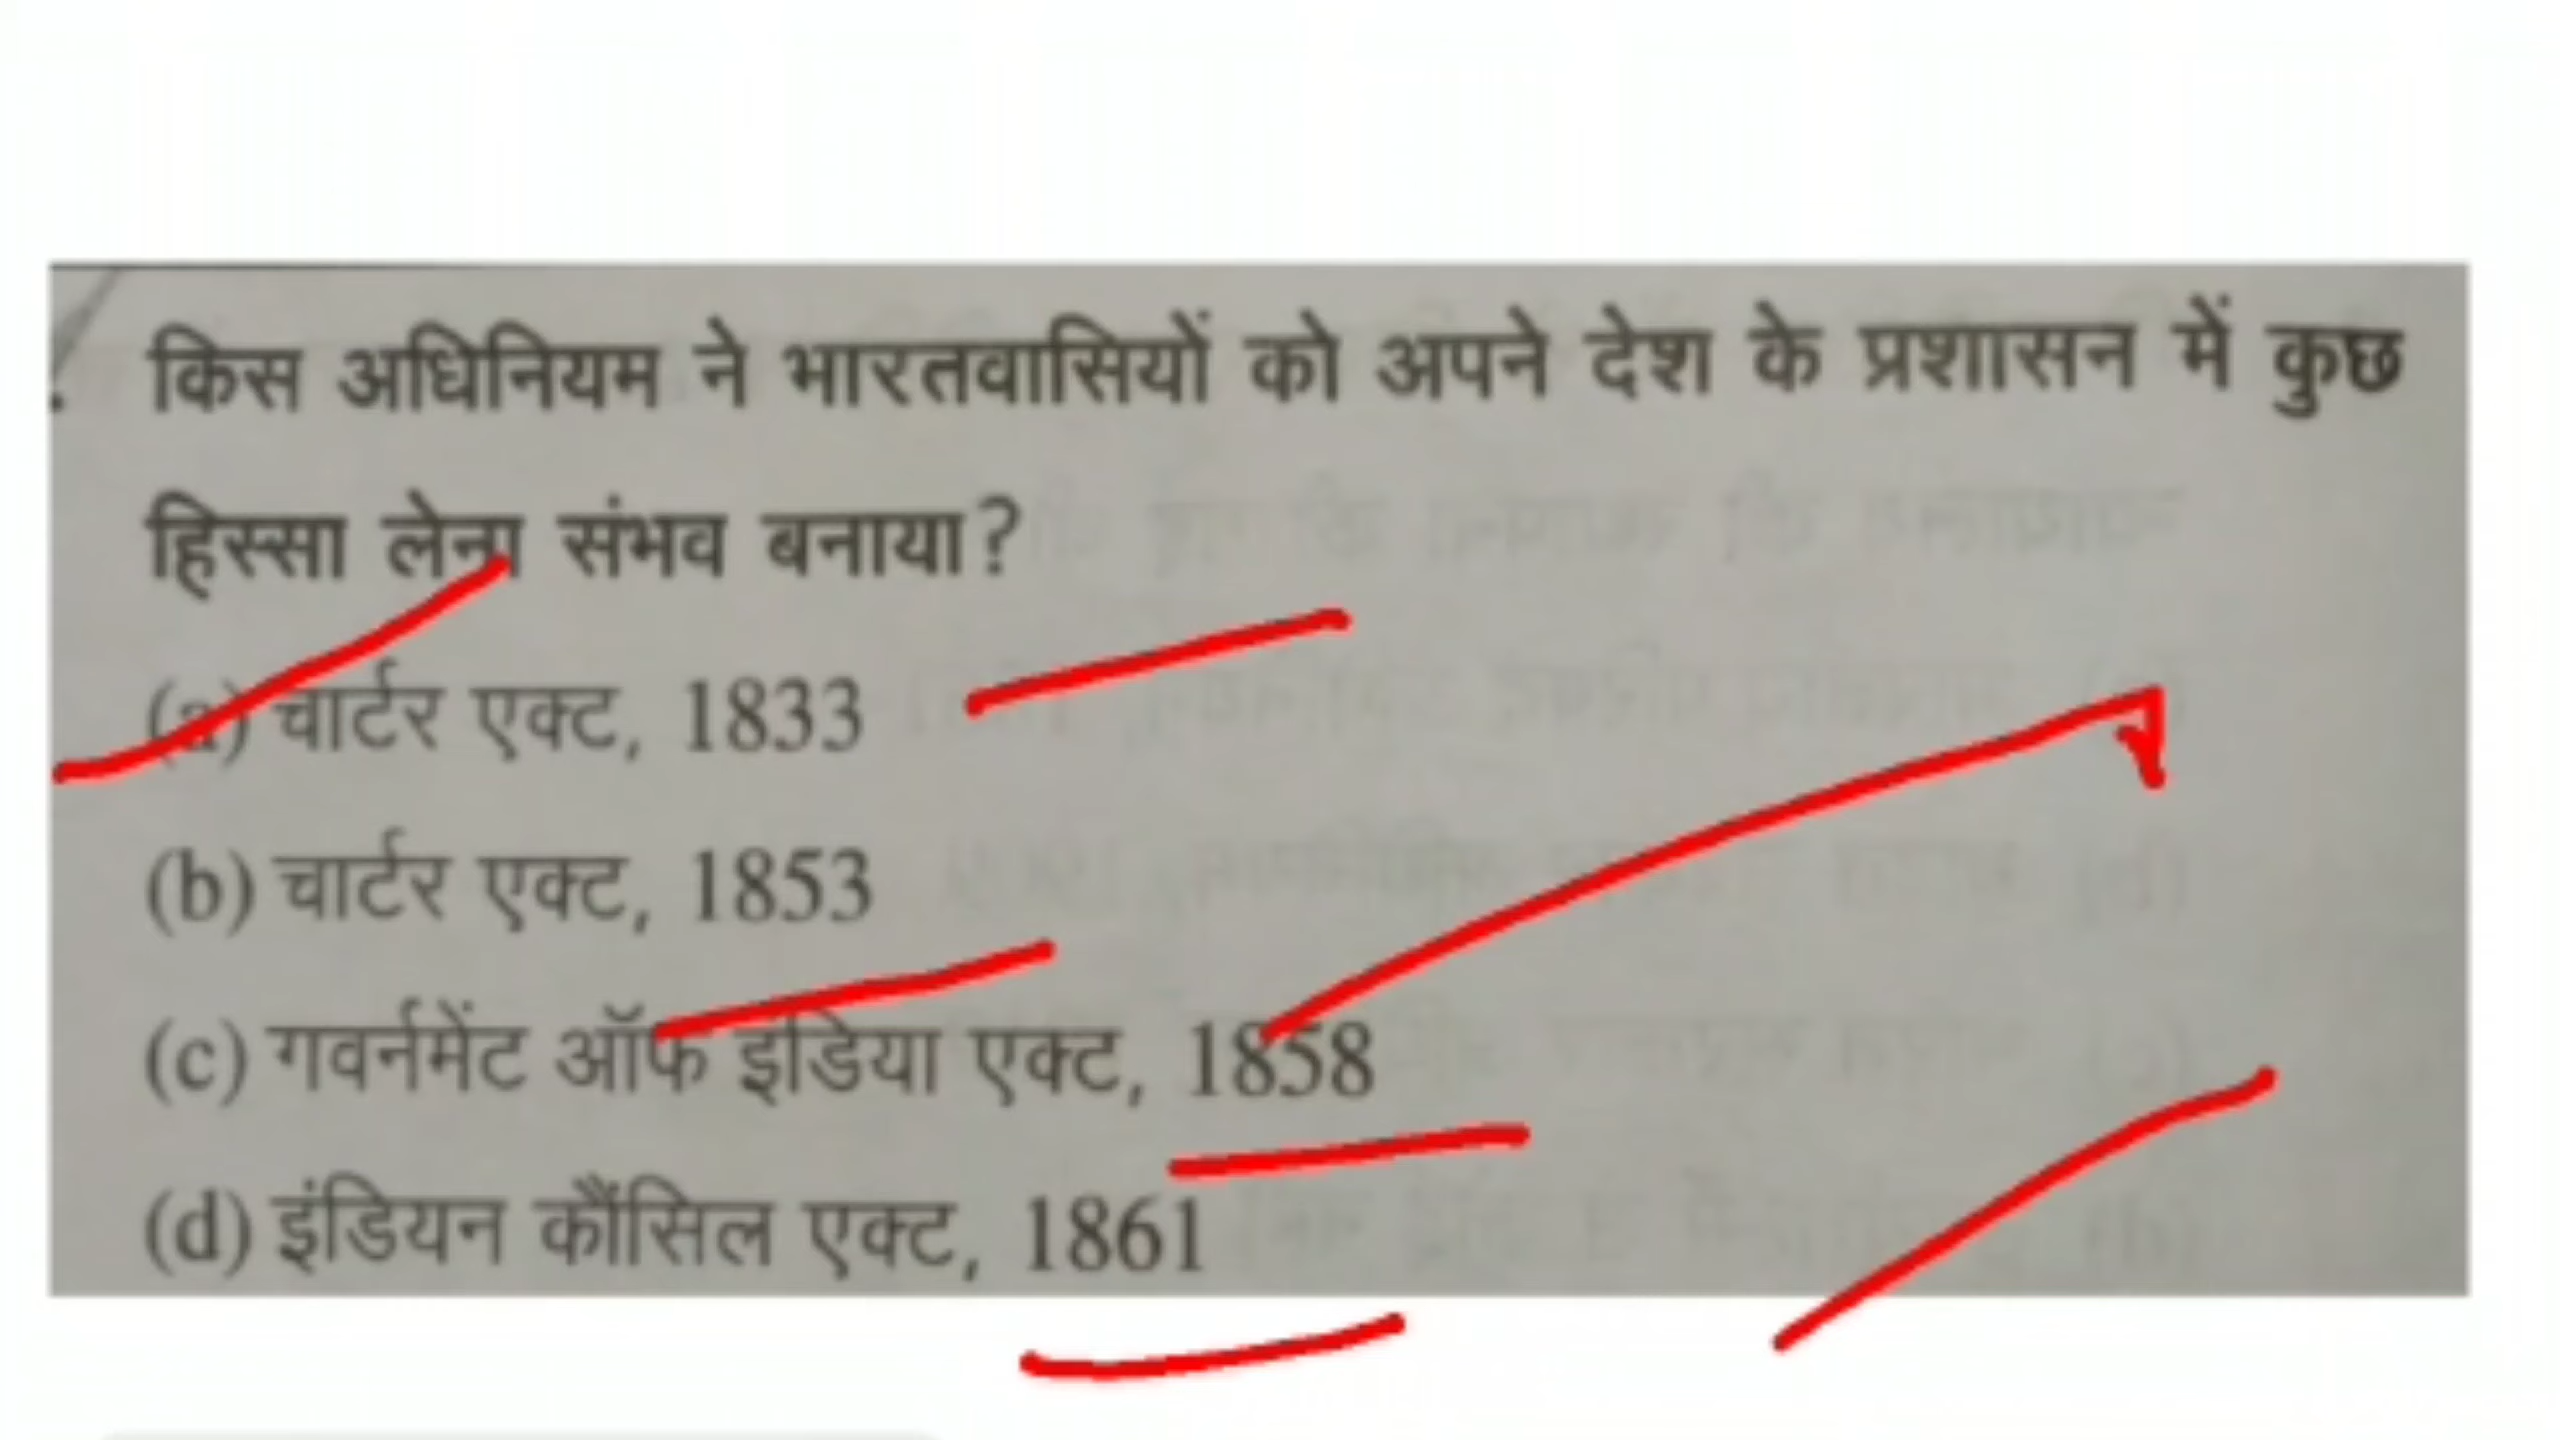 किस अधिनियम ने भारतवासियों को अपने देश के प्रशासन में कुछ
हिस्सा लेना संभव बनाया?
(a) चार्टर एक्ट, 1833
(b) चार्टर एक्ट, 1853
(c) गवर्नमेंट ऑफ इंडिया एक्ट, 1858
(d) इंडियन कौंसिल एक्ट, 1861